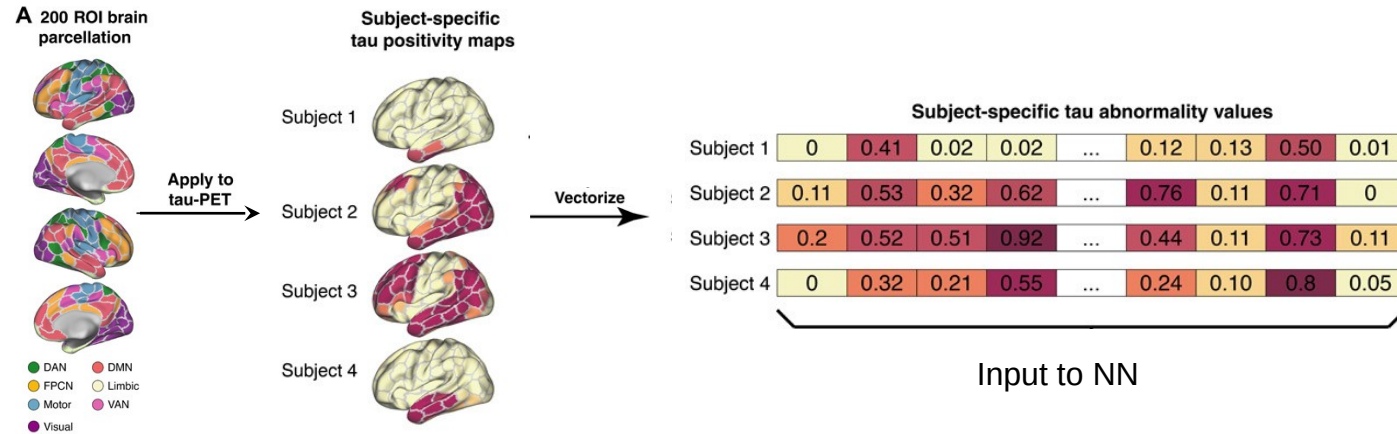 A 200 ROI brain
parcellation
DAN DMN
FPCN Limbic
Motor VAN
Visual
Apply to
tau-PET
Subject-specific
tau positivity maps
Subject 1
Subject 2
Subject 3
Subject 4
Vectorize
Subject-specific tau abnormality values
Subject 1 0 0.41 0.02 0.02 ... 0.12 0.13 0.50 0.01
Subject 2 0.11 0.53 0.32 0.62 ... 0.76 0.11 0.71 0
Subject 3 0.2 0.52 0.51 0.92 ... 0.44 0.11 0.73 0.11
Subject 4 0 0.32 0.21 0.55 ... 0.24 0.10 0.8 0.05
Input to NN